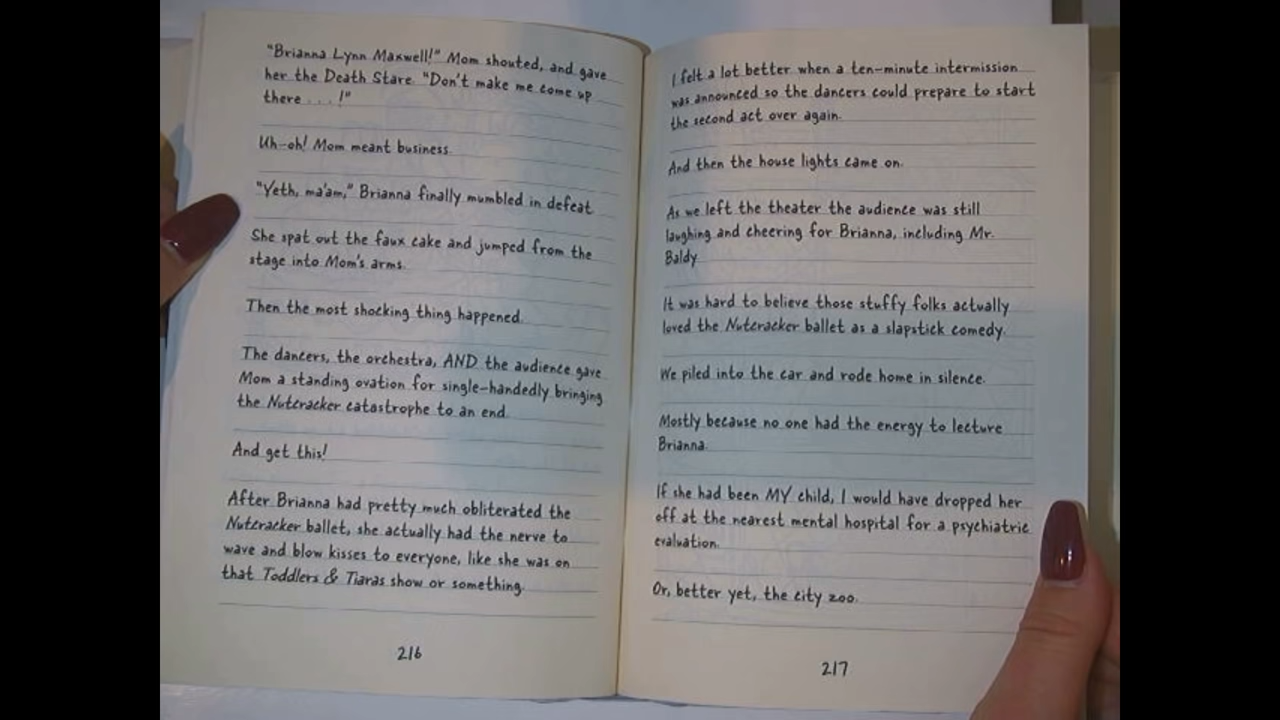 "Brianna Lynn Maxwell!" Mom shouted, and gave
her the Death Stare. "Don't make me come up
there . . . !"
Uh-oh! Mom meant business.
"Yeth, ma'am," Brianna finally mumbled in defeat.
She spat out the faux cake and jumped from the
stage into Mom's arms.
Then the most shocking thing happened.
The dancers, the orchestra, AND the audience gave
Mom a standing ovation for single-handedly bringing
the Nutcracker catastrophe to an end.
And get this!
After Brianna had pretty much obliterated the
Nutcracker ballet, she actually had the nerve to
wave and blow kisses to everyone, like she was on
that Toddlers & Tiaras show or something.
216
I felt a lot better when a ten-minute intermission
was announced so the dancers could prepare to start
the second act over again.
And then the house lights came on.
As we left the theater the audience was still
laughing and cheering for Brianna, including Mr.
Baldy.
It was hard to believe those stuffy folks actually
loved the Nutcracker ballet as a slapstick comedy.
We piled into the car and rode home in silence.
Mostly because no one had the energy to lecture
Brianna.
If she had been MY child, I would have dropped her
off at the nearest mental hospital for a psychiatric
evaluation.
Or, better yet, the city zoo.
217